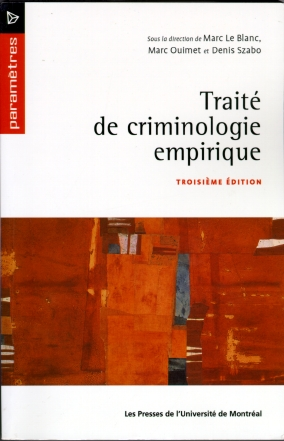 paramètres
Sous la direction de Marc Le Blanc,
Marc Ouimet et Denis Szabo
Traité
de criminologie
empirique
TROISIÈME ÉDITION
Les Presses de l'Université de Montréal